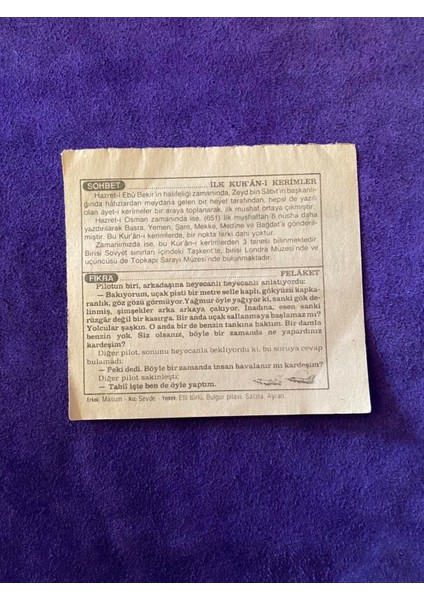 SOHBET ........................ İLK KUR'ÂN-I KERİMLER
Hazret-i Ebû Bekir'in halifeliği zamanında, Zeyd bin Sâbit'in başkanlı-
ğında hâfızlardan meydana gelen bir heyet tarafından, hepsi de yazılı
olan âyet-i kerimeler bir araya toplanarak, ilk mushaf ortaya çıkmıştır.
Hazret-i Osman zamanında ise, (651) ilk mushaftan 6 nüsha daha
yazdırılarak Basra, Yemen, Şam, Mekke, Medine ve Bağdat'a gönderil-
miştir. Bu Kur'ân-ı kerimlerde, bir nokta farkı dahi yoktur.
Zamanımızda ise, bu Kur'ân-ı kerimlerden 3 tanesi bilinmektedir.
Birisi Sovyet sınırları içindeki Taşkent'te, birisi Londra Müzesi'nde ve
üçüncüsü de Topkapı Sarayı Müzesi'nde bulunmaktadır.
FIKRA FELÂKET
Pilotun biri, arkadaşına heyecanlı heyecanlı anlatıyordu:
— Bakıyorum, uçak pisti bir metre selle kaplı, gökyüzü kapka-
ranlık, göz gözü görmüyor. Yağmur öyle yağıyor ki, sanki gök de-
linmiş, şimşekler arka arkaya çakıyor. İnadına, esen sanki
rüzgâr değil bir kasırga. Bir anda uçak sallanmaya başlamaz mı?
Yolcular şaşkın. O anda bir de benzin tankına baktım. Bir damla
benzin yok. Siz olsanız, böyle bir zamanda ne yapardınız
kardeşim?
Diğer pilot, sonunu heyecanla bekliyordu ki, bu soruya cevap
bulamadı:
— Peki dedi. Böyle bir zamanda insan havalanır mı kardeşim?
Diğer pilot sakinleşti:
— Tabiî işte ben de öyle yaptım.
Erkek: Masum - Kız: Sevde - Yemek: Etli türlü, Bulgur pilavı, Salata, Ayran.